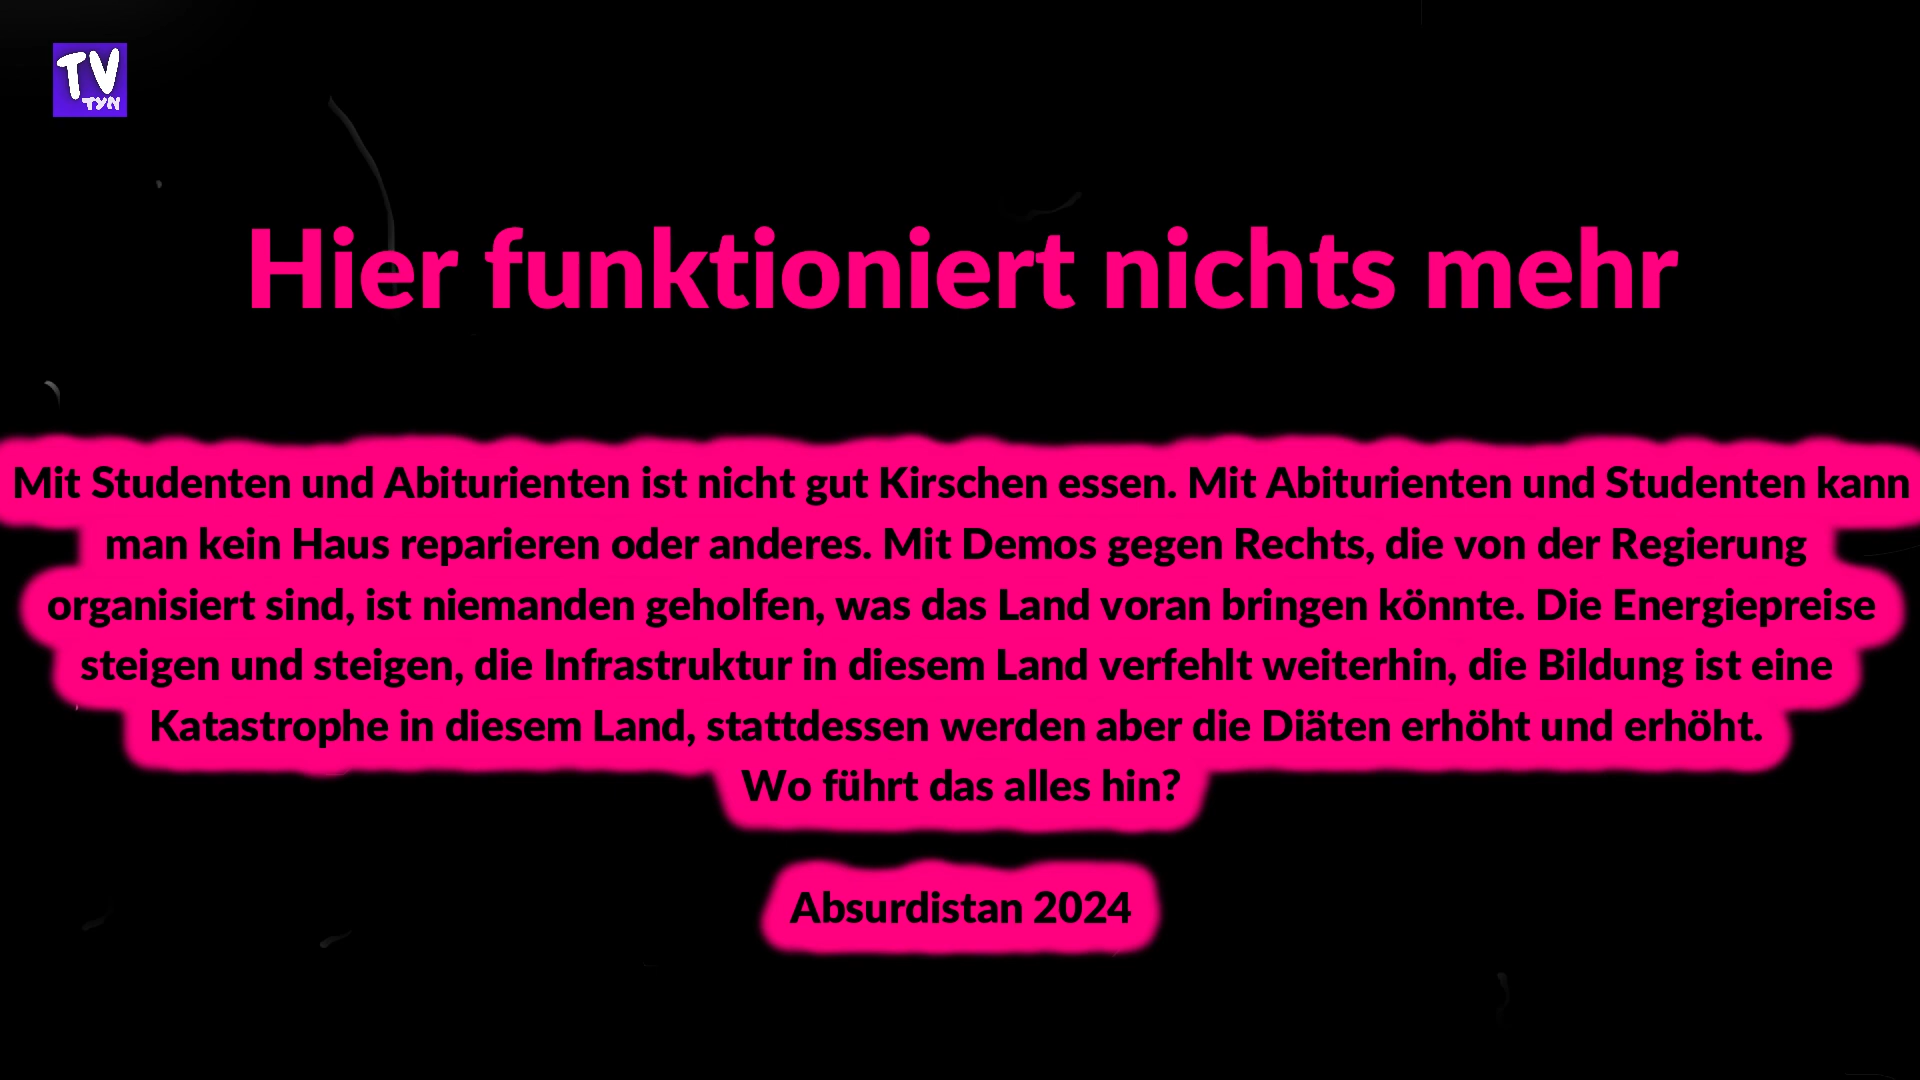 TV
TYN
Hier funktioniert nichts mehr
Mit Studenten und Abiturienten ist nicht gut Kirschen essen. Mit Abiturienten und Studenten kann
man kein Haus reparieren oder anderes. Mit Demos gegen Rechts, die von der Regierung
organisiert sind, ist niemanden geholfen, was das Land voran bringen könnte. Die Energiepreise
steigen und steigen, die Infrastruktur in diesem Land verfehlt weiterhin, die Bildung ist eine
Katastrophe in diesem Land, stattdessen werden aber die Diäten erhöht und erhöht.
Wo führt das alles hin?
Absurdistan 2024